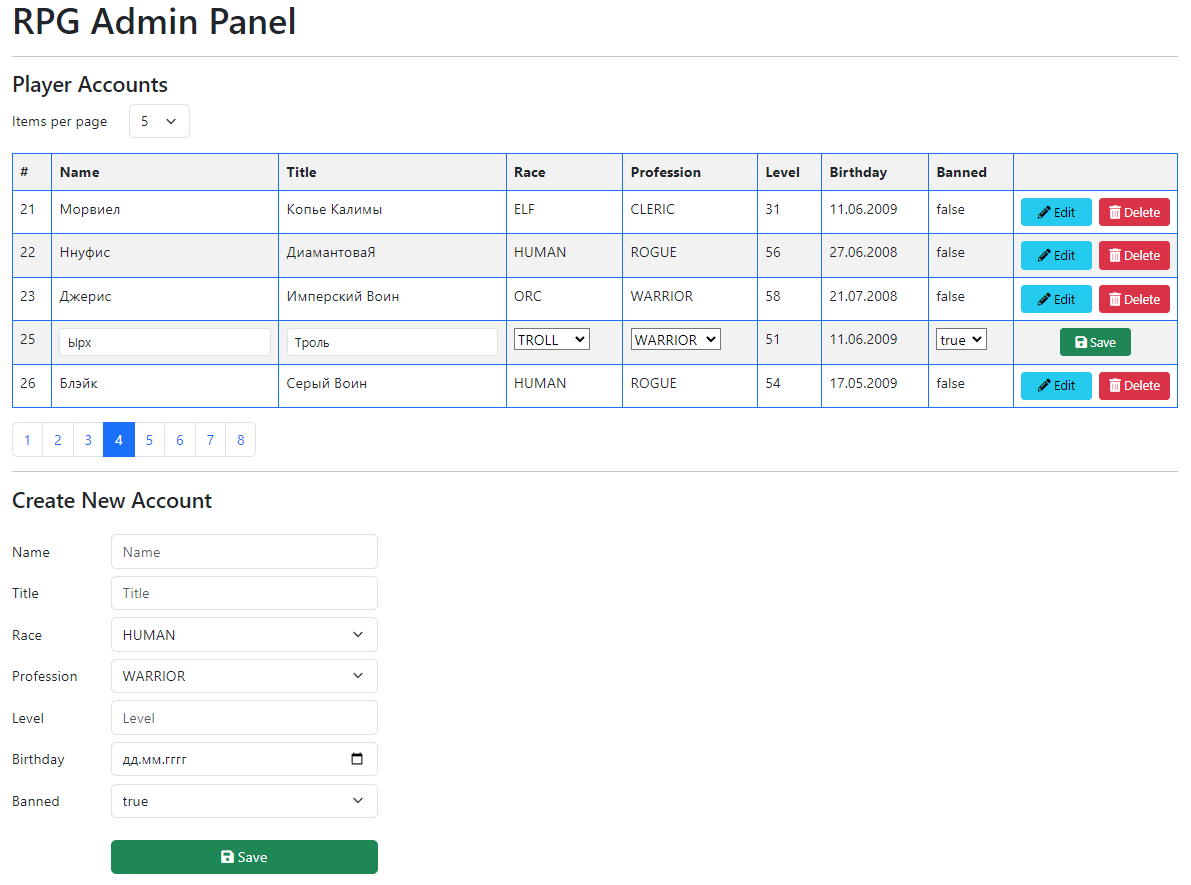 RPG Admin Panel
Player Accounts
Items per page 5
# Name Title Race Profession Level Birthday Banned
21 Морвиел Копье Калимы ELF CLERIC 31 11.06.2009 false Edit Delete
22 Ннуфис ДиамантоваЯ HUMAN ROGUE 56 27.06.2008 false Edit Delete
23 Джерис Имперский Воин ORC WARRIOR 58 21.07.2008 false Edit Delete
25 Ырх Троль TROLL WARRIOR 51 11.06.2009 true Save
26 Блэйк Серый Воин HUMAN ROGUE 54 17.05.2009 false Edit Delete
1 2 3 4 5 6 7 8
Create New Account
Name Name
Title Title
Race HUMAN
Profession WARRIOR
Level Level
Birthday дд.мм.гггг
Banned true
Save